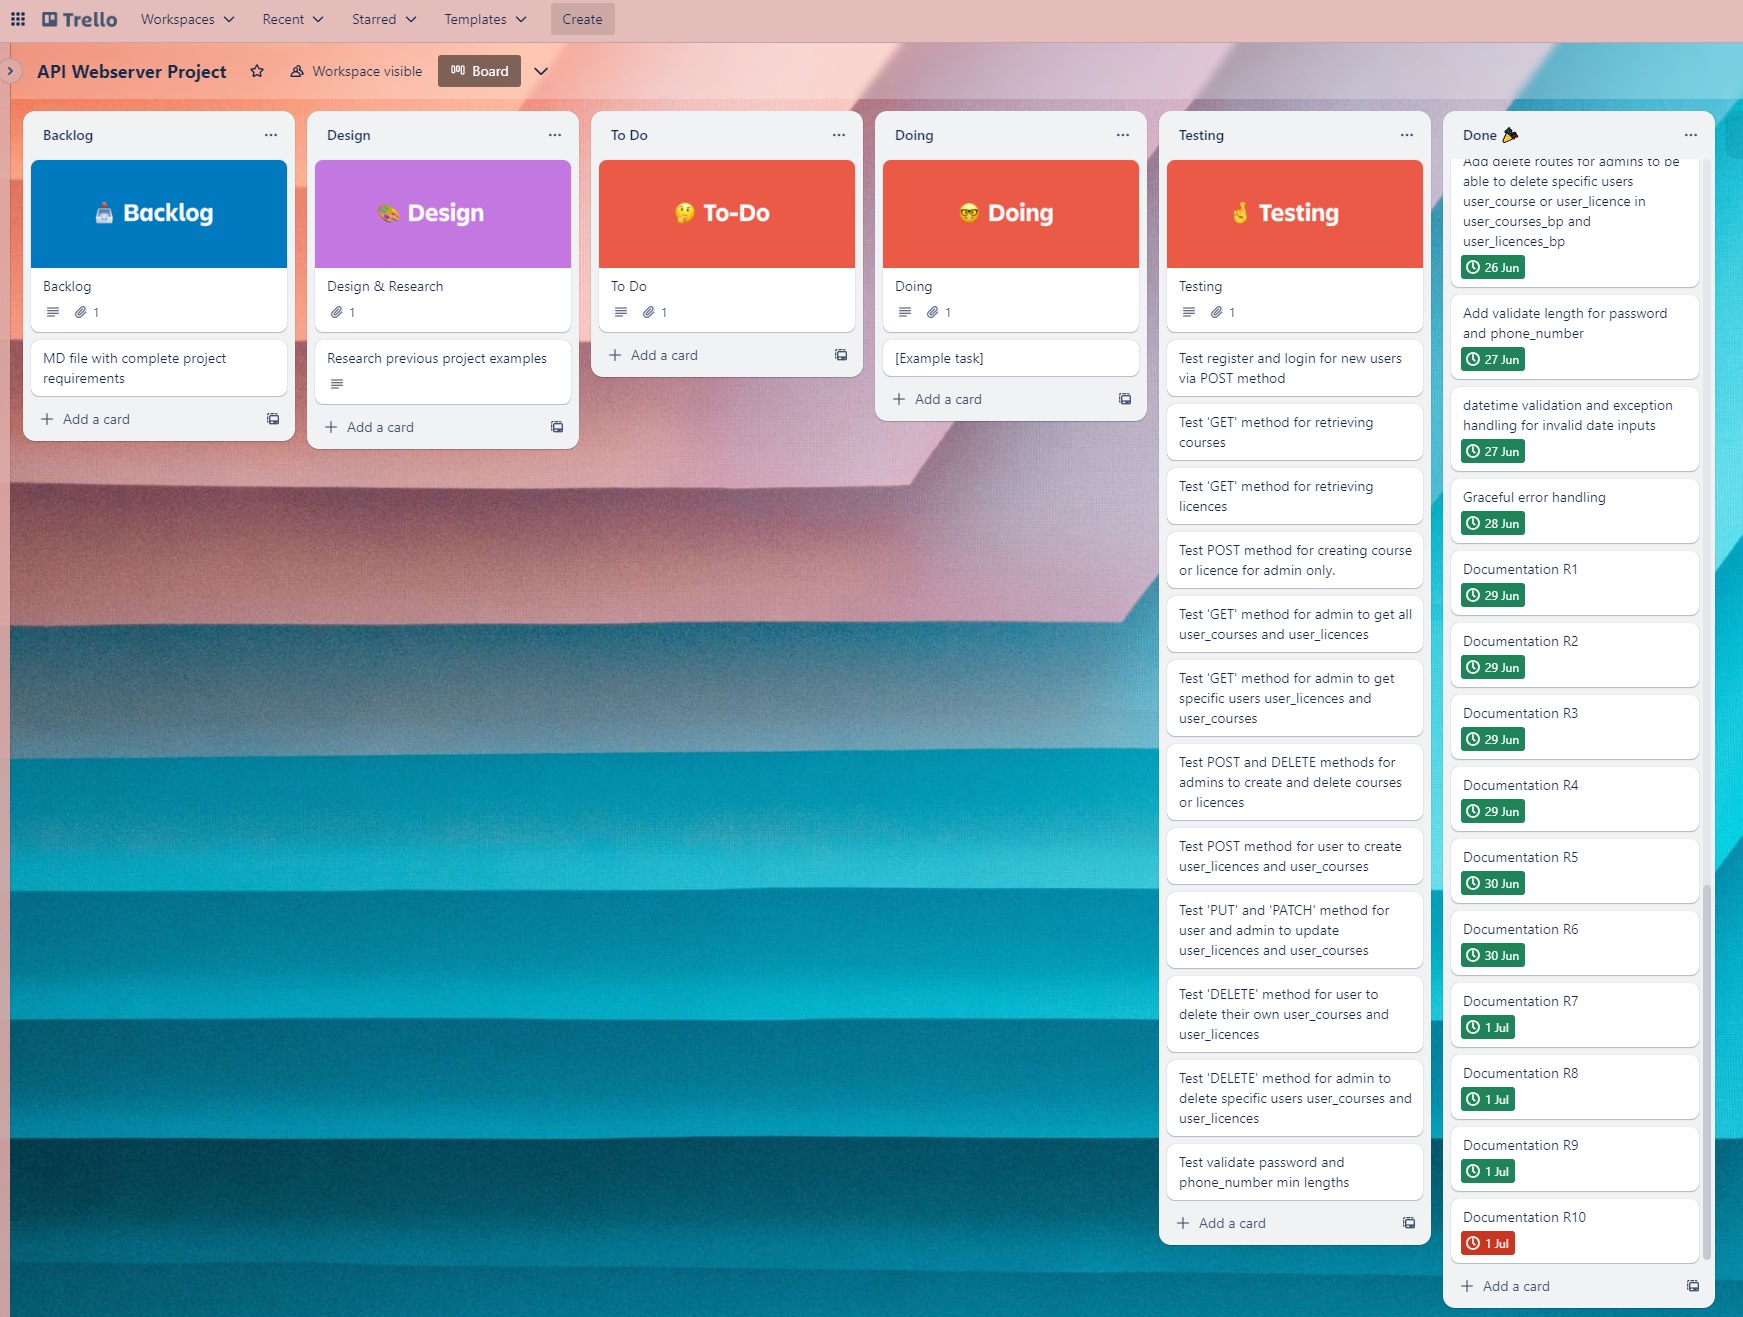 Trello
Workspaces
Recent
Starred
Templates
Create
API Webserver Project
Workspace visible
Board
Backlog
Backlog
Backlog
1
MD file with complete project
requirements
Add a card
Design
Design
Design & Research
1
Research previous project examples
Add a card
To Do
To-Do
To Do
1
Add a card
Doing
Doing
Doing
1
[Example task]
Add a card
Testing
Testing
Testing
1
Test register and login for new users
via POST method
Test 'GET' method for retrieving
courses
Test 'GET' method for retrieving
licences
Test POST method for creating course
or licence for admin only.
Test 'GET' method for admin to get all
user_courses and user_licences
Test 'GET' method for admin to get
specific users user_licences and
user_courses
Test POST and DELETE methods for
admins to create and delete courses
or licences
Test POST method for user to create
user_licences and user_courses
Test 'PUT' and 'PATCH' method for
user and admin to update
user_licences and user_courses
Test 'DELETE' method for user to
delete their own user_courses and
user_licences
Test 'DELETE' method for admin to
delete specific users user_courses and
user_licences
Test validate password and
phone_number min lengths
Add a card
Done
Add delete routes for admins to be
able to delete specific users
user_course or user_licence in
user_courses_bp and
user_licences_bp
26 Jun
Add validate length for password
and phone_number
27 Jun
datetime validation and exception
handling for invalid date inputs
27 Jun
Graceful error handling
28 Jun
Documentation R1
29 Jun
Documentation R2
29 Jun
Documentation R3
29 Jun
Documentation R4
29 Jun
Documentation R5
30 Jun
Documentation R6
30 Jun
Documentation R7
1 Jul
Documentation R8
1 Jul
Documentation R9
1 Jul
Documentation R10
1 Jul
Add a card